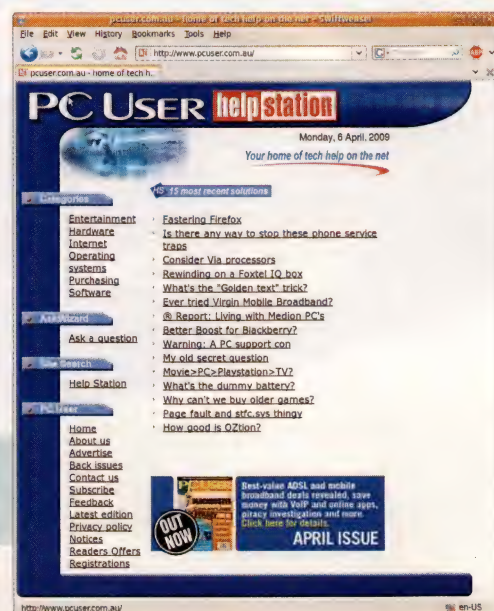 pcuser.com.au - home of tech help on the net - Swiftweasel
File Edit View History Bookmarks Tools Help
http://www.pcuser.com.au/
pcuser.com.au - home of tech h..
PC USER help station
Monday, 6 April, 2009
Your home of tech help on the net
HS 15 most recent solutions
Categories
Entertainment
Hardware
Internet
Operating
systems
Purchasing
Software
AskWizard
Ask a question
Site Search
Help Station
PC User
Home
About us
Advertise
Back issues
Contact us
Subscribe
Feedback
Latest edition
Privacy policy
Notices
Readers Offers
Registrations
Fastering Firefox
Is there any way to stop these phone service
traps
Consider Via processors
Rewinding on a Foxtel IQ box
What's the "Golden text" trick?
Ever tried Virgin Mobile Broadband?
® Report: Living with Medion PC's
Better Boost for Blackberry?
Warning: A PC support con
My old secret question
Movie>PC>Playstation>TV?
What's the dummy battery?
Why can't we buy older games?
Page fault and stfc.sys thingy
How good is OZtion?
PC USER
OUT
NOW
Best-value ADSL and mobile
broadband deals revealed, save
money with VoIP and online apps,
piracy investigation and more.
Click here for details.
APRIL ISSUE
http://www.pcuser.com.au/
en-US